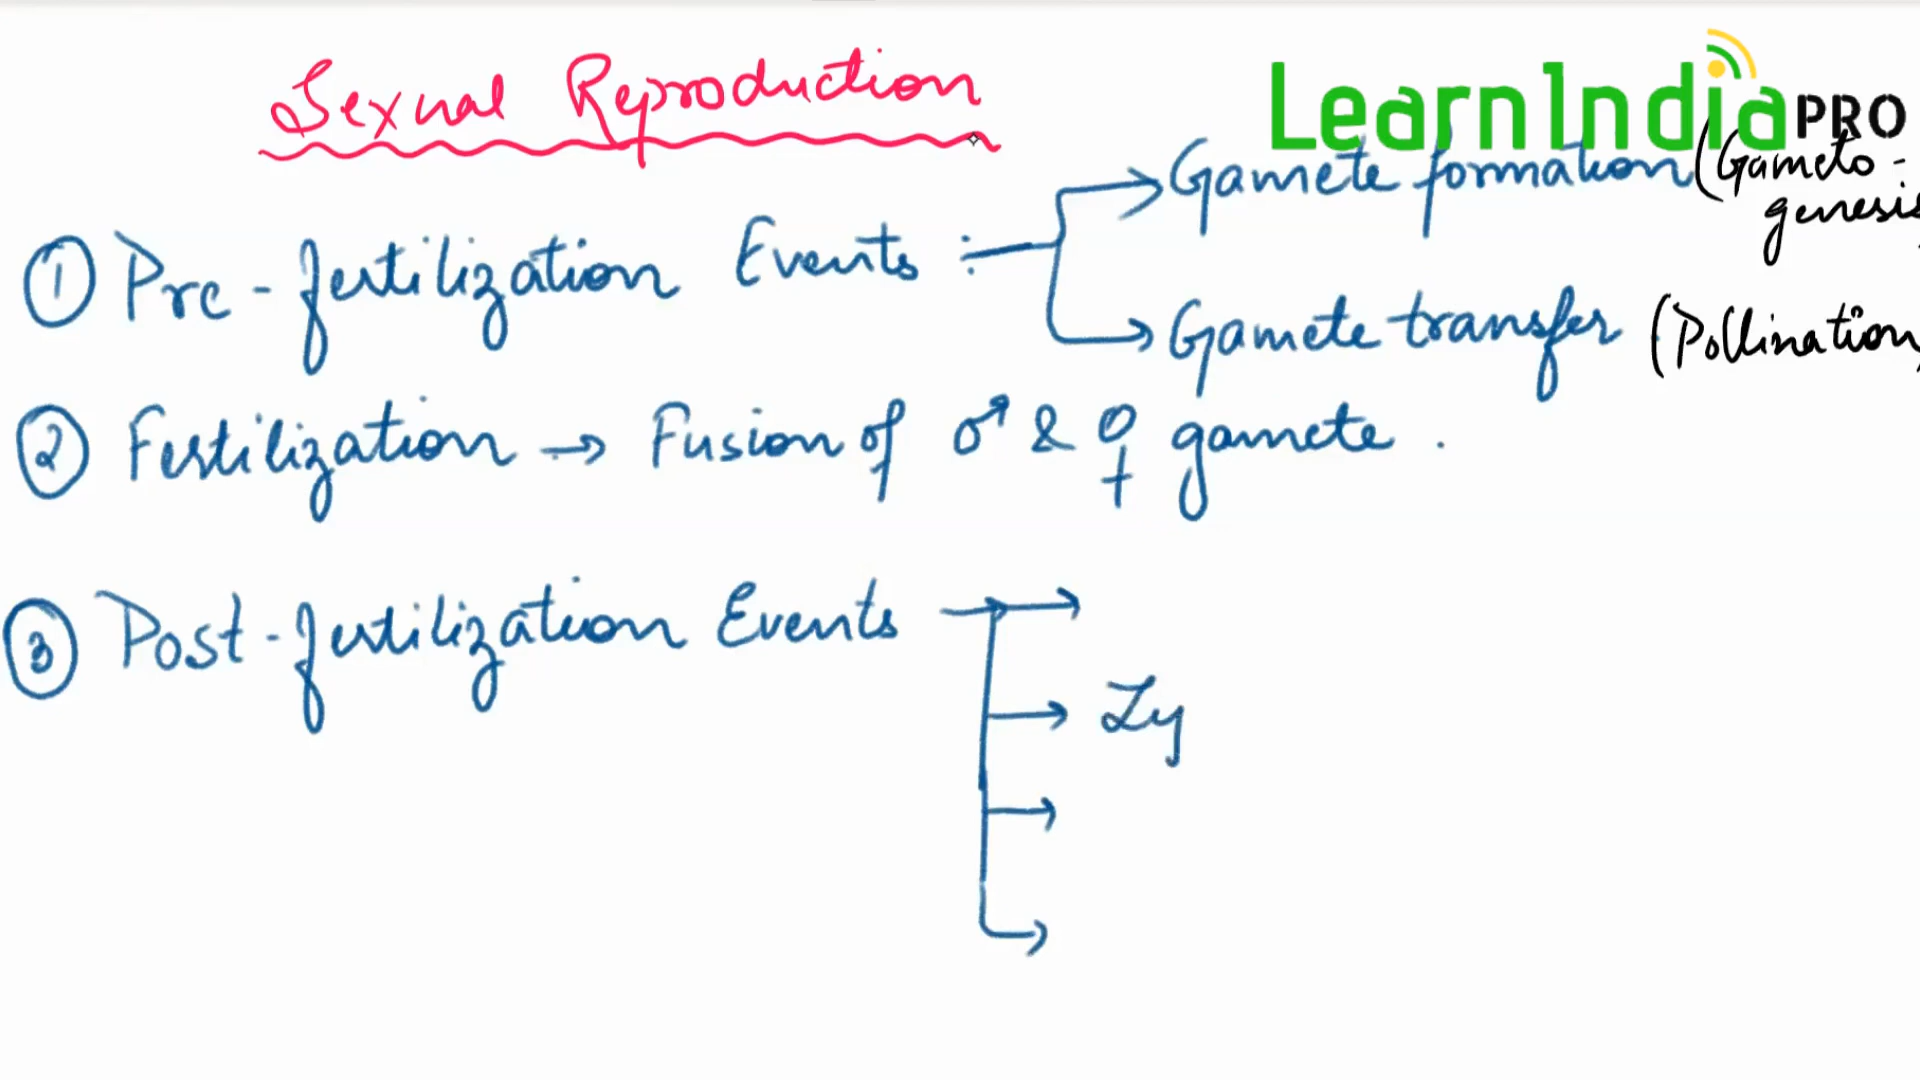 Sexual Reproduction
LearnIndia PRO
① Pre-fertilization Events :
→ Gamete formation (Gameto-
genesis
→ Gamete transfer (Pollination)
② Fertilization → Fusion of ♂ & ♀ gamete .
③ Post-fertilization Events →
→ Zy